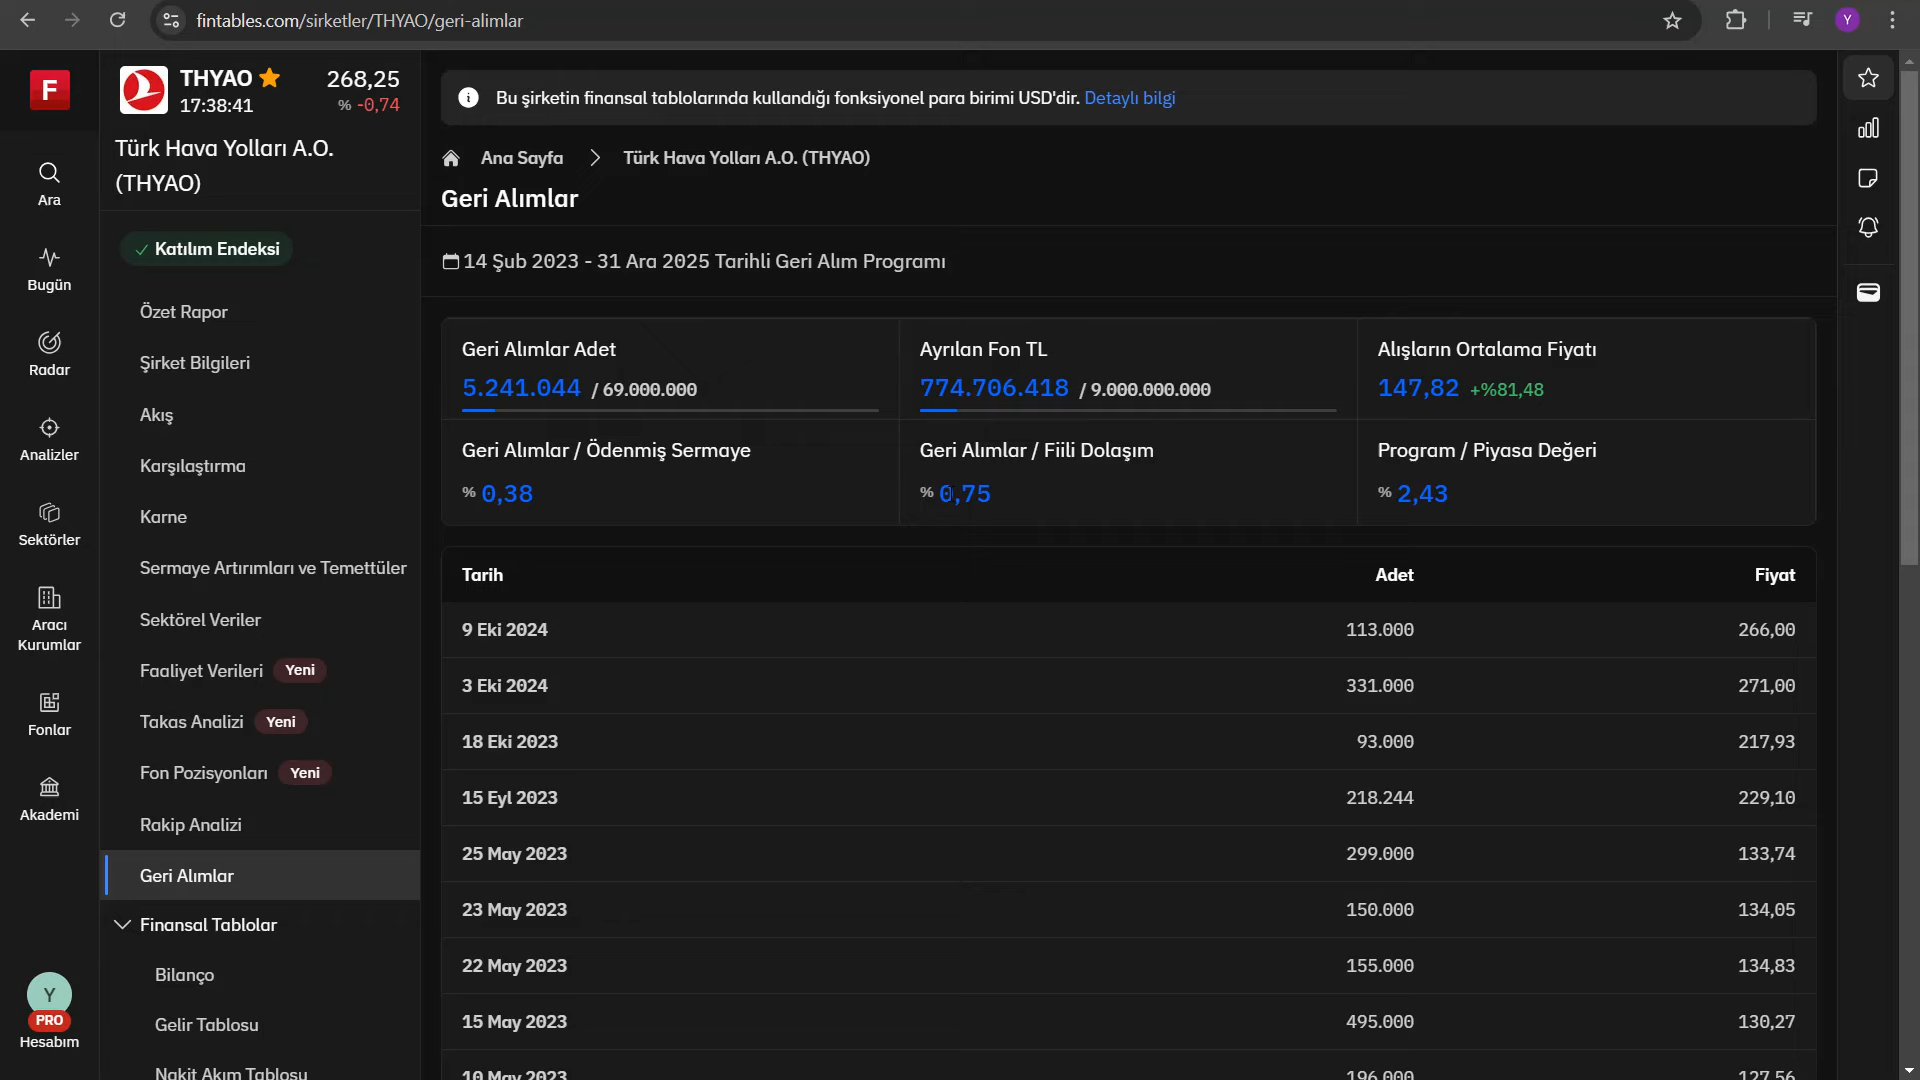 fintables.com/sirketler/THYAO/geri-alimlar
Y
F
Ara
Bugün
Radar
Analizler
Sektörler
Aracı
Kurumlar
Fonlar
Akademi
Y
PRO
Hesabım
THYAO
268,25
17:38:41
% -0,74
Türk Hava Yolları A.O.
(THYAO)
Katılım Endeksi
Özet Rapor
Şirket Bilgileri
Akış
Karşılaştırma
Karne
Sermaye Artırımları ve Temettüler
Sektörel Veriler
Faaliyet Verileri Yeni
Takas Analizi Yeni
Fon Pozisyonları Yeni
Rakip Analizi
Geri Alımlar
Finansal Tablolar
Bilanço
Gelir Tablosu
Nakit Akım Tablosu
Bu şirketin finansal tablolarında kullandığı fonksiyonel para birimi USD'dir. Detaylı bilgi
Ana Sayfa
Türk Hava Yolları A.O. (THYAO)
Geri Alımlar
14 Şub 2023 - 31 Ara 2025 Tarihli Geri Alım Programı
Geri Alımlar Adet
5.241.044 / 69.000.000
Ayrılan Fon TL
774.706.418 / 9.000.000.000
Alışların Ortalama Fiyatı
147,82 +%81,48
Geri Alımlar / Ödenmiş Sermaye
% 0,38
Geri Alımlar / Fiili Dolaşım
% 0,75
Program / Piyasa Değeri
% 2,43
Tarih Adet Fiyat
9 Eki 2024 113.000 266,00
3 Eki 2024 331.000 271,00
18 Eki 2023 93.000 217,93
15 Eyl 2023 218.244 229,10
25 May 2023 299.000 133,74
23 May 2023 150.000 134,05
22 May 2023 155.000 134,83
15 May 2023 495.000 130,27
10 May 2023 196.000 127,56